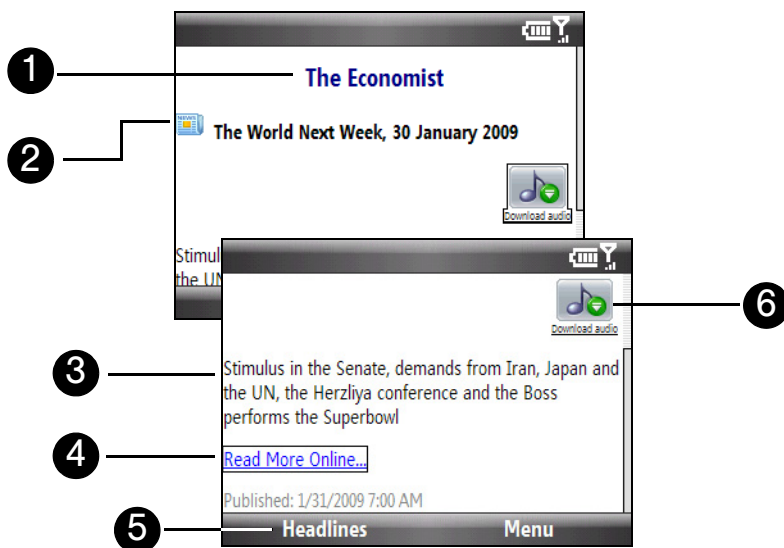 1
The Economist
2
NEWS
The World Next Week, 30 January 2009
Download audio
Stimul
the UN
6
Download audio
3
Stimulus in the Senate, demands from Iran, Japan and
the UN, the Herzliya conference and the Boss
performs the Superbowl
4
Read More Online...
Published: 1/31/2009 7:00 AM
5
Headlines
Menu